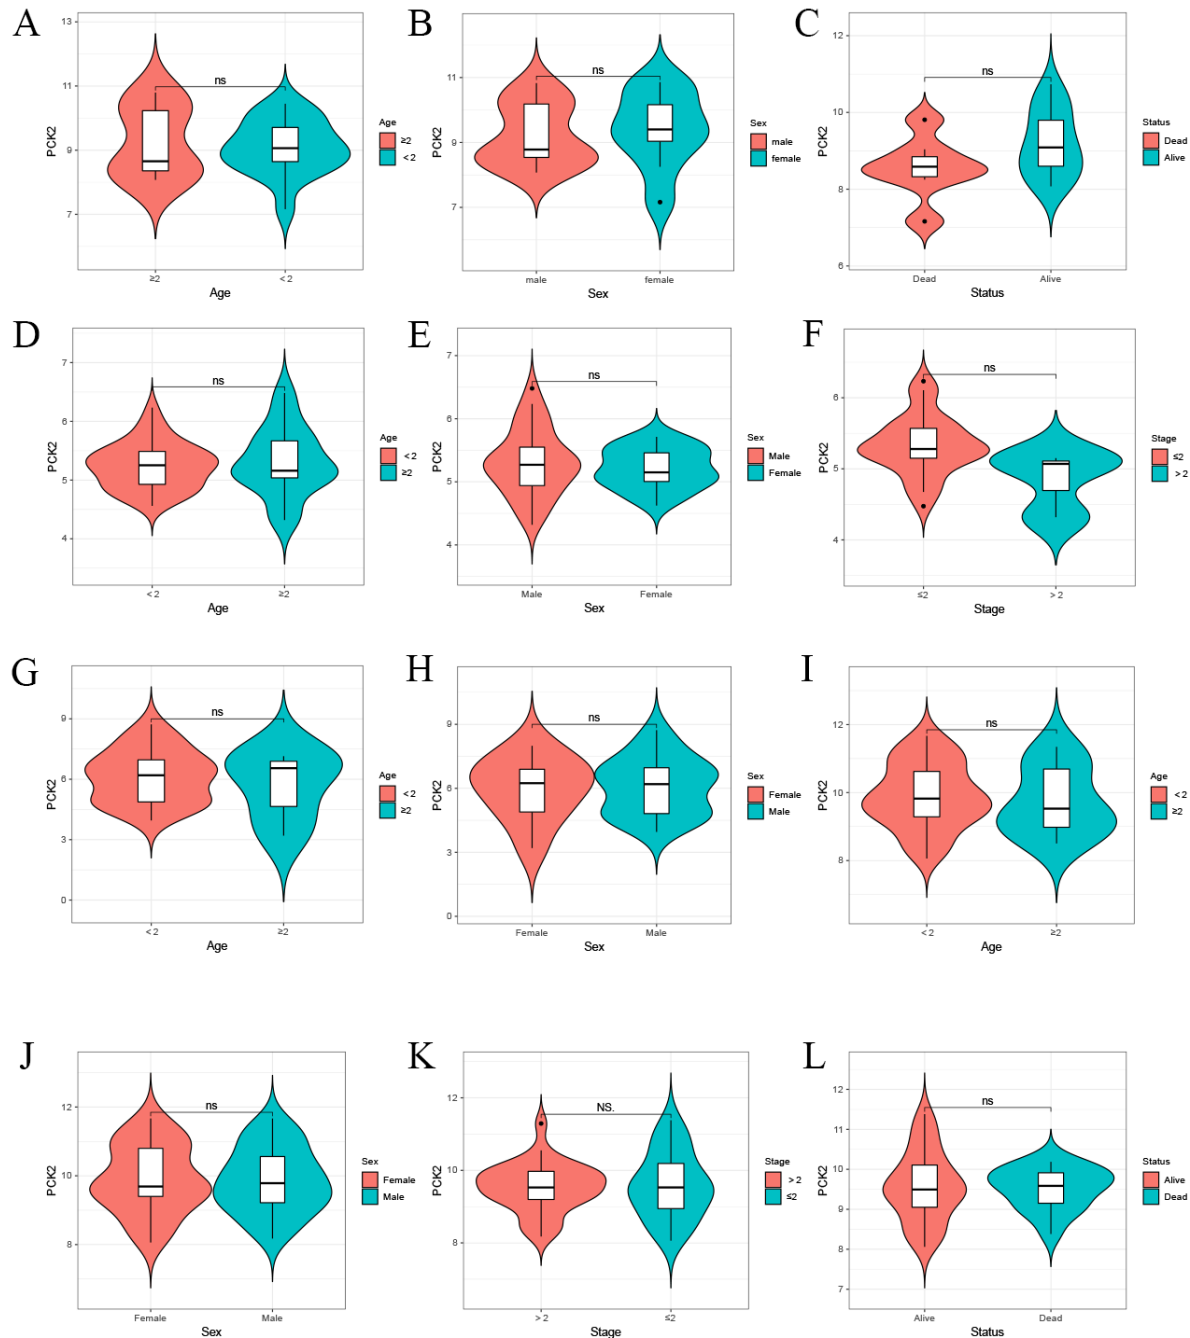 A
13
11
9
7
PCK2
ns
≥2
< 2
Age
Age
≥2
< 2
B
11
9
7
PCK2
ns
male
female
Sex
Sex
male
female
C
12
10
8
6
PCK2
ns
Dead
Alive
Status
Status
Dead
Alive
D
7
6
5
4
PCK2
ns
< 2
≥2
Age
Age
< 2
≥2
E
7
6
5
4
PCK2
ns
Male
Female
Sex
Sex
Male
Female
F
6
5
4
PCK2
ns
≤2
> 2
Stage
Stage
≤2
> 2
G
9
6
3
0
PCK2
ns
< 2
≥2
Age
Age
< 2
≥2
H
9
6
3
0
PCK2
ns
Female
Male
Sex
Sex
Female
Male
I
12
10
8
PCK2
ns
< 2
≥2
Age
Age
< 2
≥2
J
12
10
8
PCK2
ns
Female
Male
Sex
Sex
Female
Male
K
12
10
8
PCK2
NS.
> 2
≤2
Stage
Stage
> 2
≤2
L
12
11
10
9
8
7
PCK2
ns
Alive
Dead
Status
Status
Alive
Dead